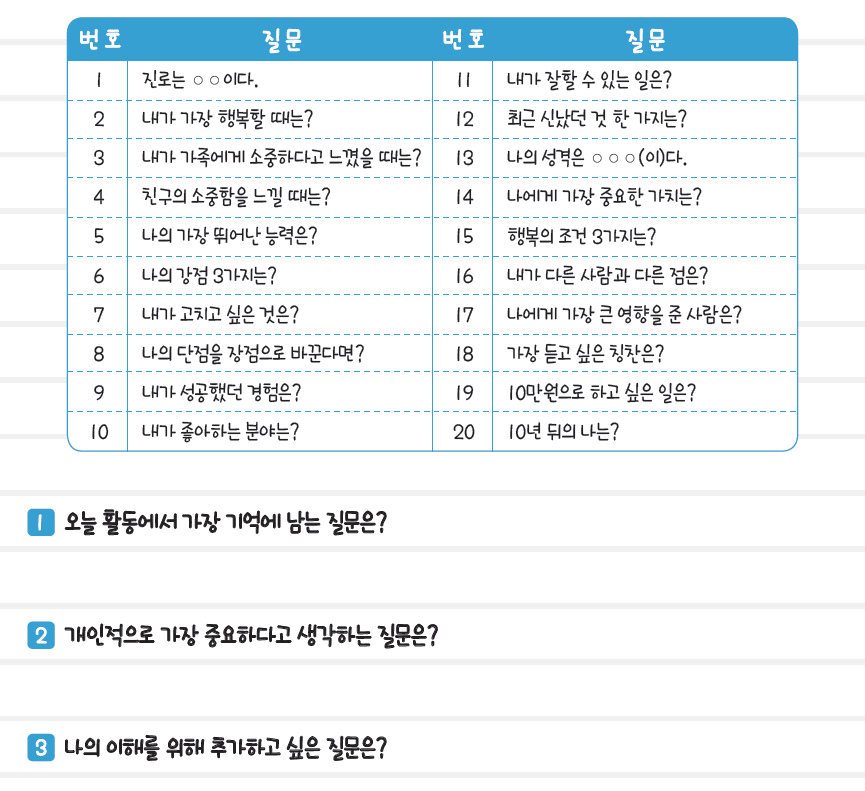 번호 질문 번호 질문
1 진로는 ○○이다. 11 내가 잘할 수 있는 일은?
2 내가 가장 행복할 때는? 12 최근 신났던 것 한 가지는?
3 내가 가족에게 소중하다고 느꼈을 때는? 13 나의 성격은 ○○○(이)다.
4 친구의 소중함을 느낄 때는? 14 나에게 가장 중요한 가치는?
5 나의 가장 뛰어난 능력은? 15 행복의 조건 3가지는?
6 나의 강점 3가지는? 16 내가 다른 사람과 다른 점은?
7 내가 고치고 싶은 것은? 17 나에게 가장 큰 영향을 준 사람은?
8 나의 단점을 장점으로 바꾼다면? 18 가장 듣고 싶은 칭찬은?
9 내가 성공했던 경험은? 19 10만원으로 하고 싶은 일은?
10 내가 좋아하는 분야는? 20 10년 뒤의 나는?
1 오늘 활동에서 가장 기억에 남는 질문은?
2 개인적으로 가장 중요하다고 생각하는 질문은?
3 나의 이해를 위해 추가하고 싶은 질문은?